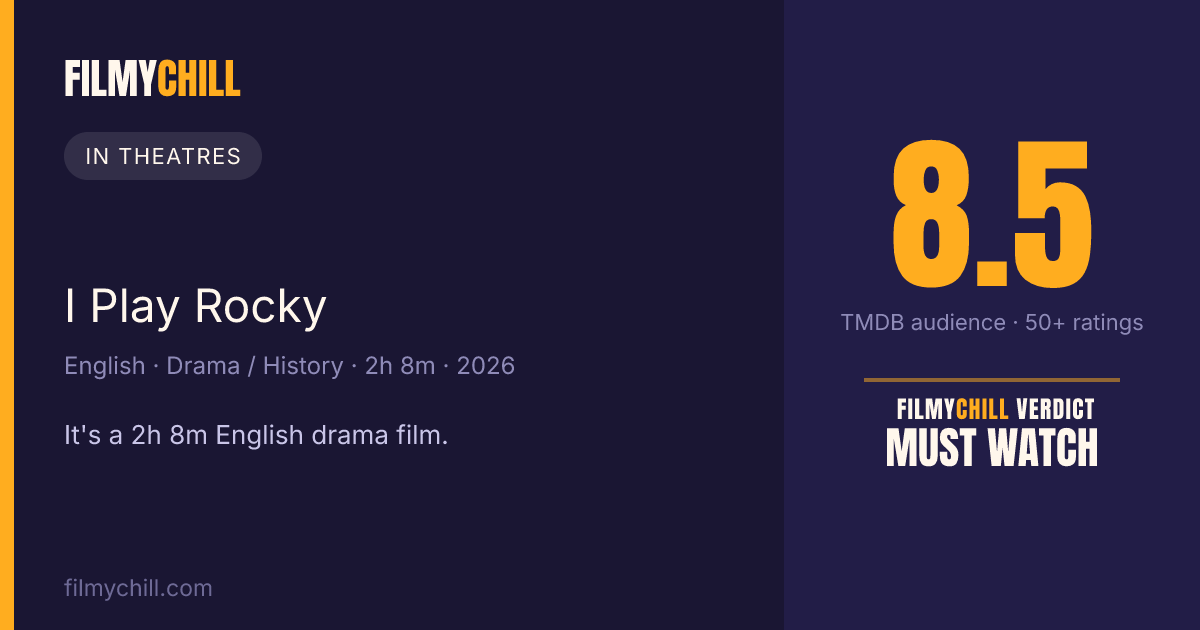 FILMYCHILL
IN THEATRES
I Play Rocky
English · Drama / History · 2h 8m · 2026
It's a 2h 8m English drama film.
filmychill.com
8.5
TMDB audience · 50+ ratings
FILMYCHILL VERDICT
MUST WATCH